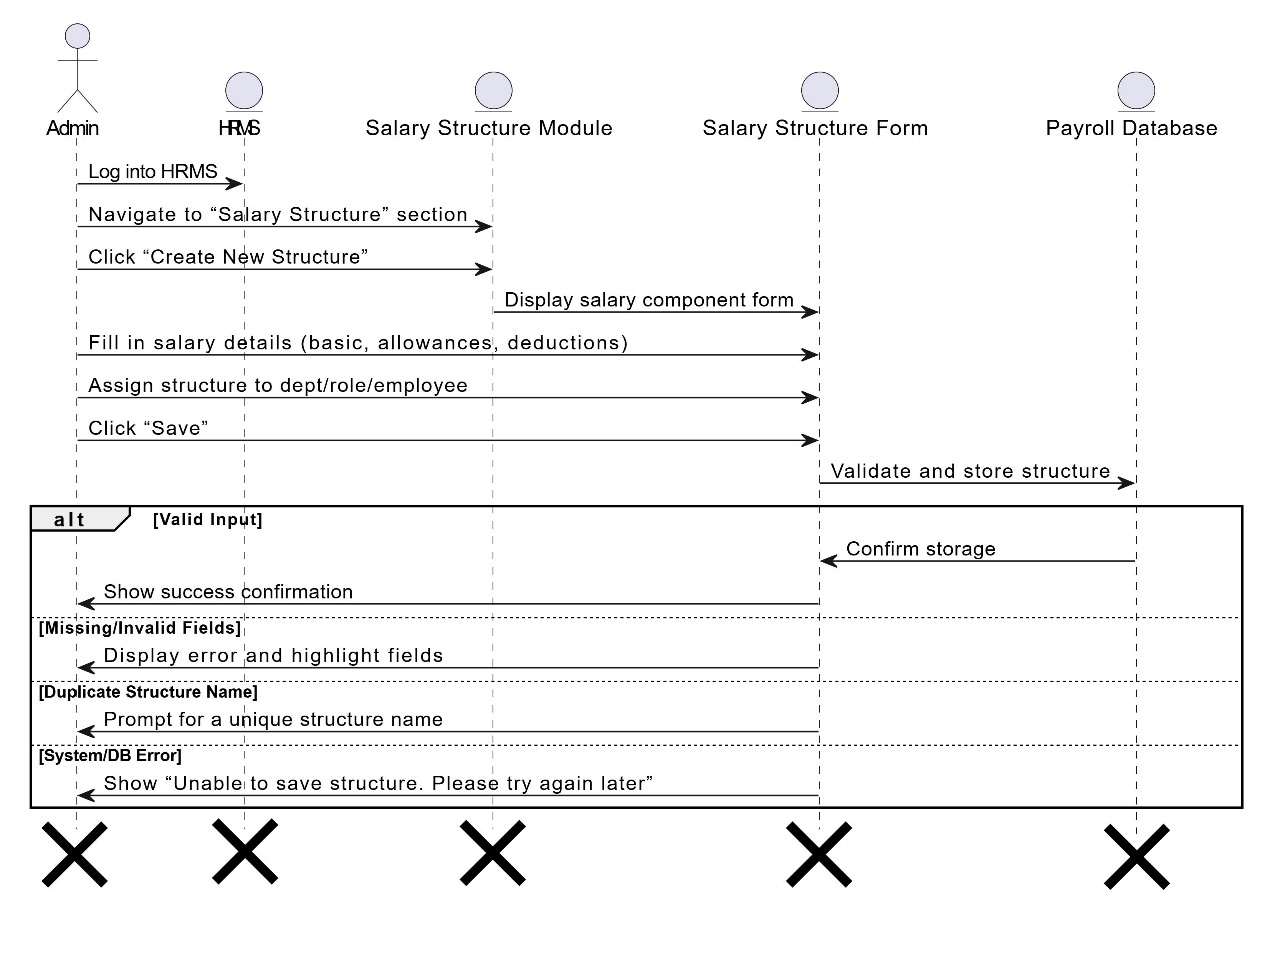 Admin
HRMS
Salary Structure Module
Salary Structure Form
Payroll Database
Log into HRMS
Navigate to “Salary Structure” section
Click “Create New Structure”
Display salary component form
Fill in salary details (basic, allowances, deductions)
Assign structure to dept/role/employee
Click “Save”
Validate and store structure
alt
[Valid Input]
Confirm storage
Show success confirmation
[Missing/Invalid Fields]
Display error and highlight fields
[Duplicate Structure Name]
Prompt for a unique structure name
[System/DB Error]
Show “Unable to save structure. Please try again later”